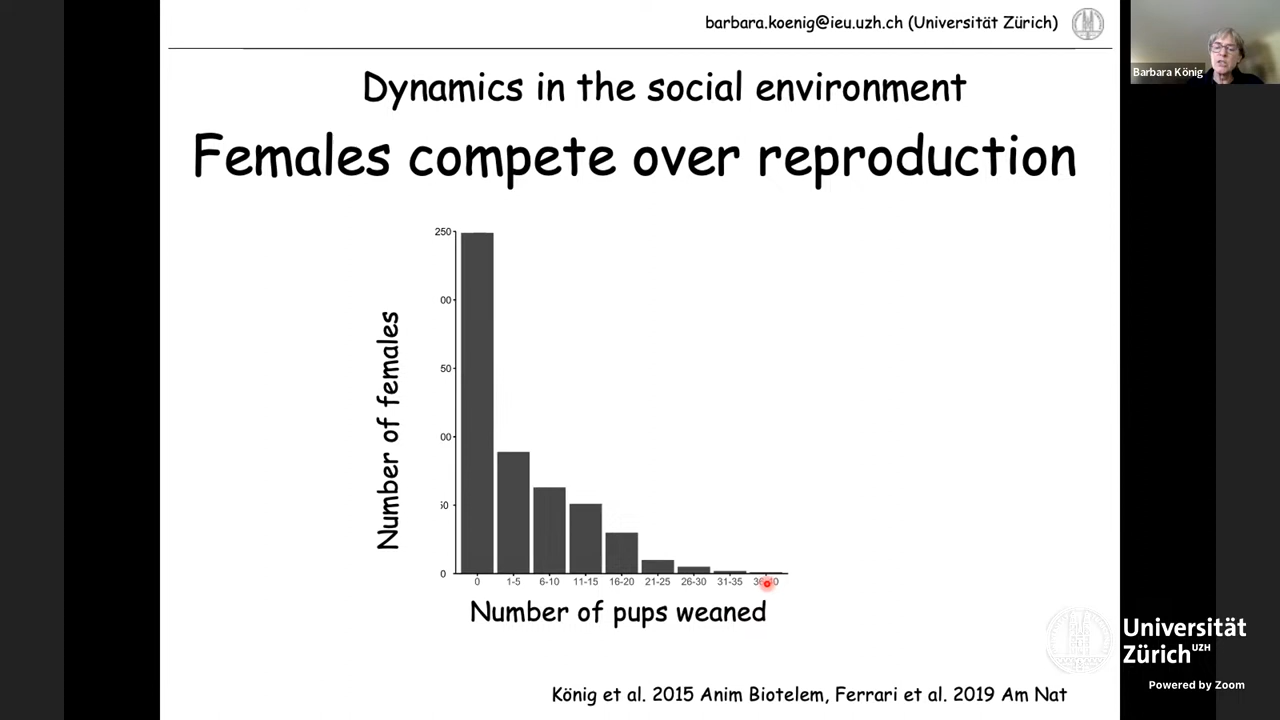 barbara.koenig@ieu.uzh.ch (Universität Zürich)
Barbara König
Dynamics in the social environment
Females compete over reproduction
250
00
50
00
50
0
Number of females
0 1-5 6-10 11-15 16-20 21-25 26-30 31-35
Number of pups weaned
Universität
Zürich UZH
Powered by Zoom
König et al. 2015 Anim Biotelem, Ferrari et al. 2019 Am Nat